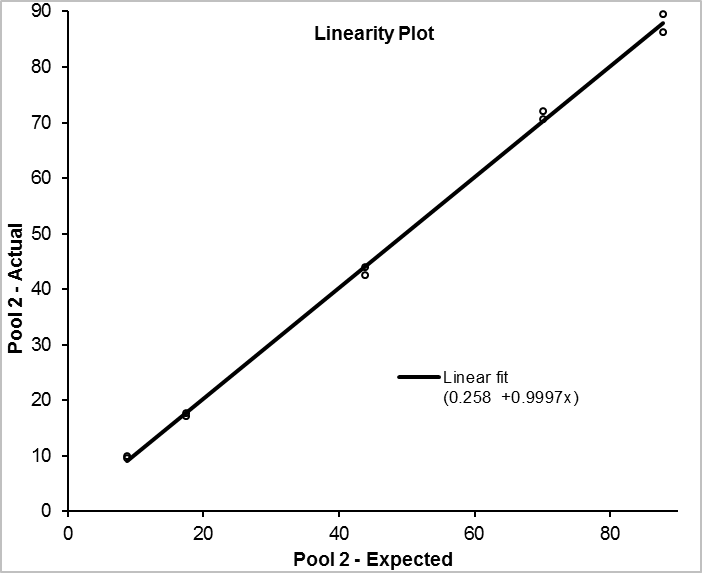 Linearity Plot
90
80
70
60
50
40
30
20
10
0
Pool 2 - Actual
Linear fit
(0.258  +0.9997x)
0 20 40 60 80
Pool 2 - Expected